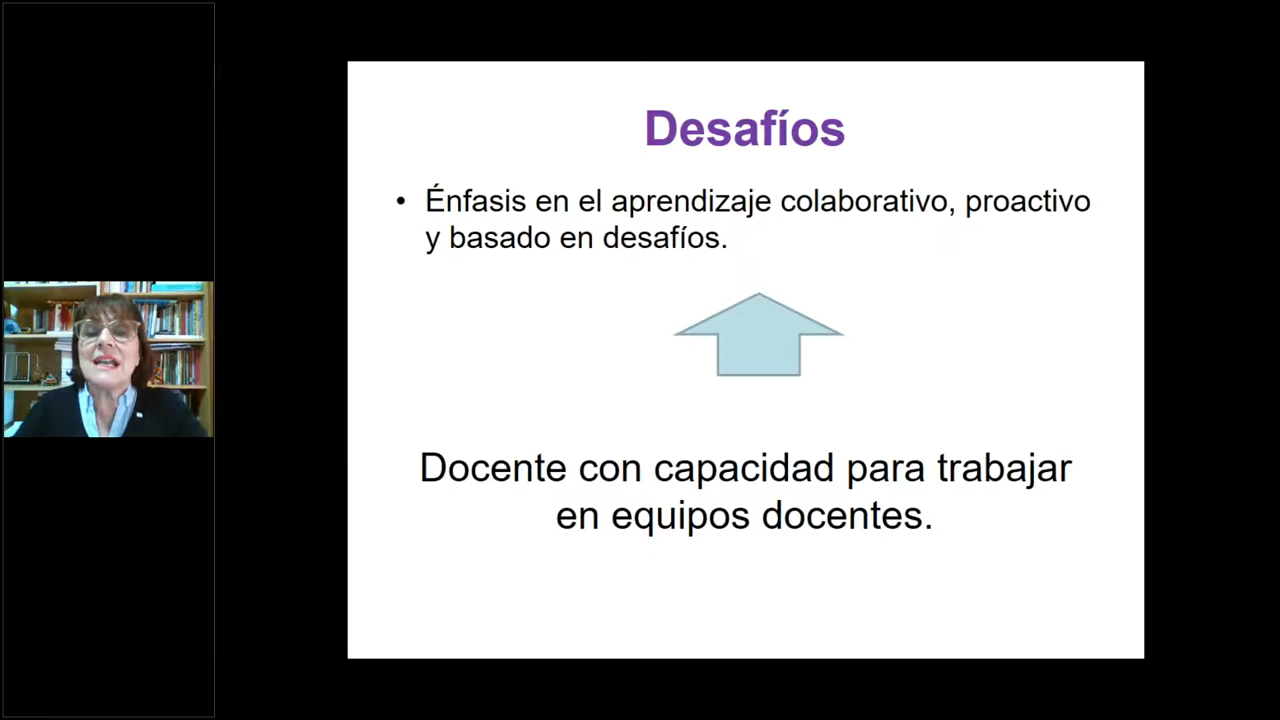 Desafíos
• Énfasis en el aprendizaje colaborativo, proactivo
y basado en desafíos.
Docente con capacidad para trabajar
en equipos docentes.